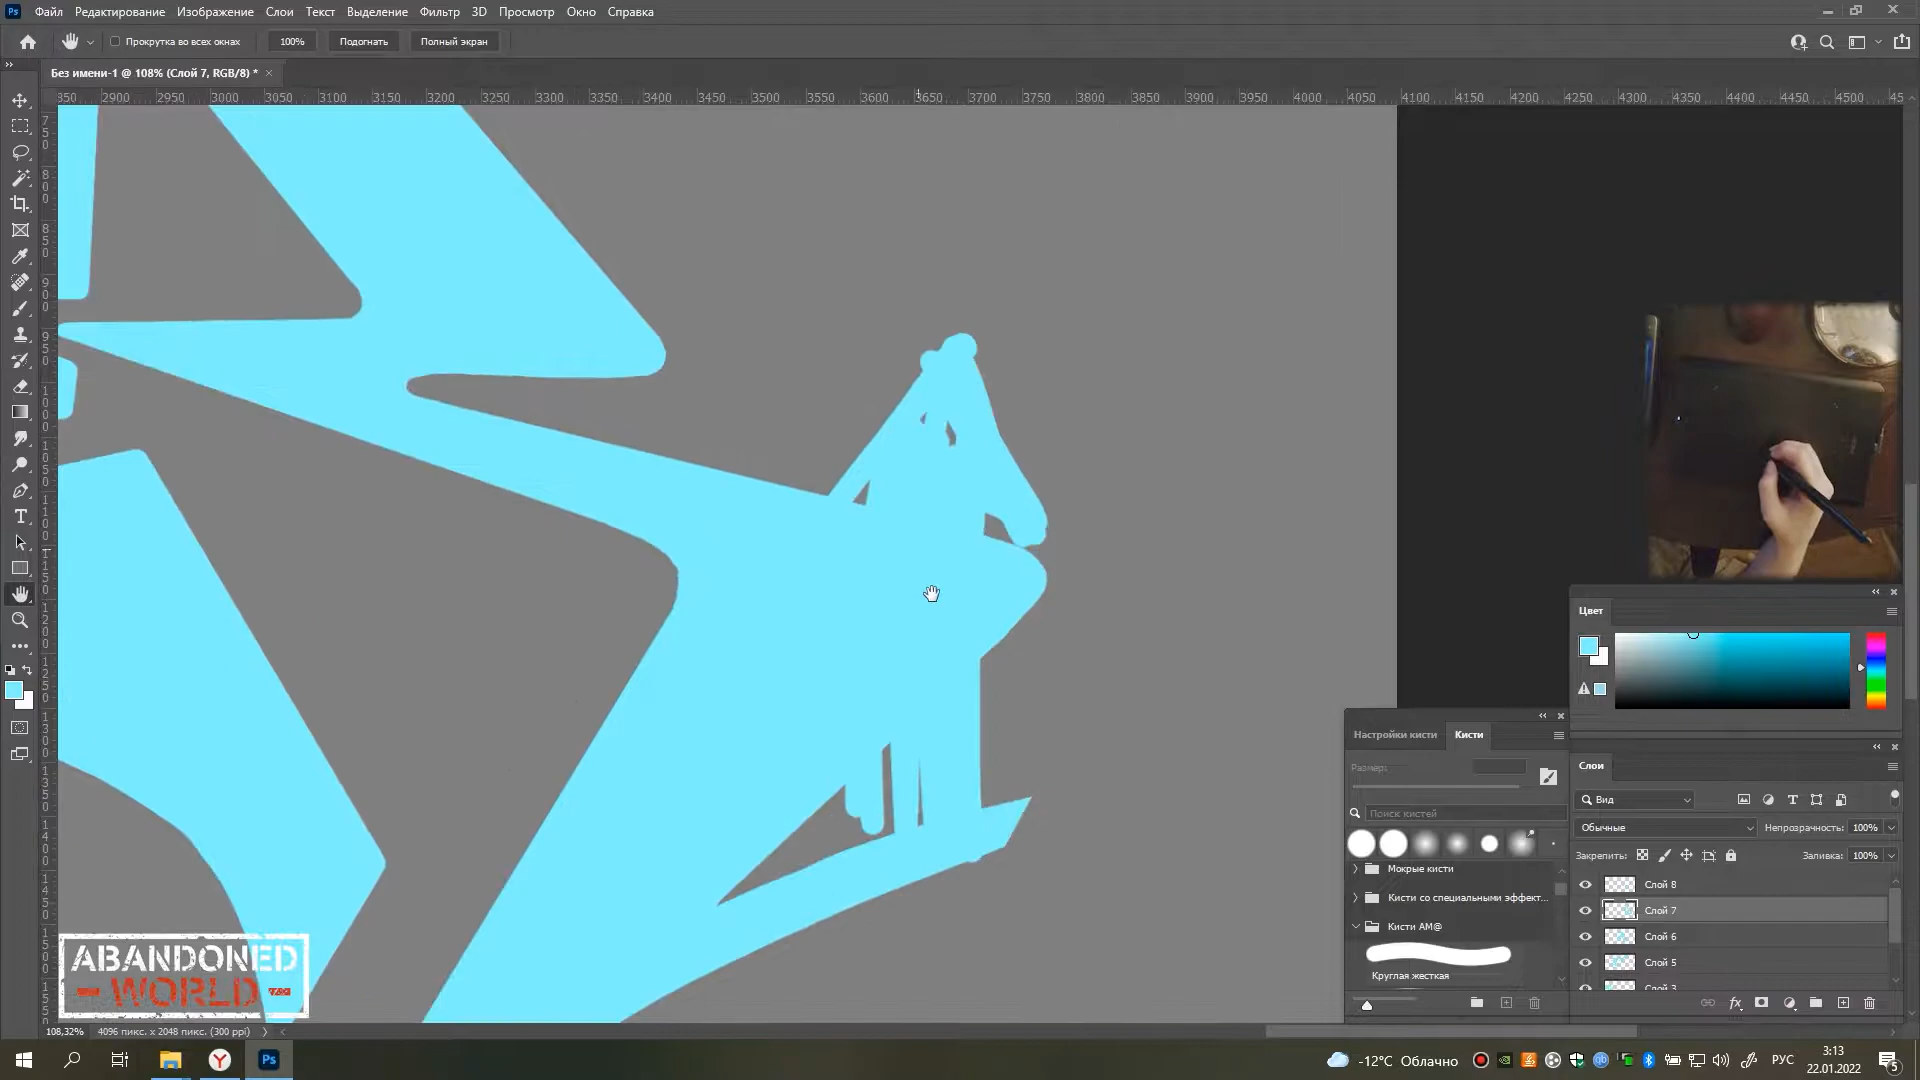 Ps Файл Редактирование Изображение Слои Текст Выделение Фильтр 3D Просмотр Окно Справка
Прокрутка во всех окнах 100% Подогнать Полный экран
Без имени-1 @ 108% (Слой 7, RGB/8) *
2900 2950 3000 3050 3100 3150 3200 3250 3300 3350 3400 3450 3500 3550 3600 3650 3700 3750 3800 3850 3900 3950 4000 4050 4100 4150 4200 4250 4300 4350 4400 4450 4500
Цвет
Настройки кисти Кисти
Размер:
Поиск кистей
Мокрые кисти
Кисти со специальными эффект...
Кисти AM@
Круглая жесткая
Слои
Вид
Обычные Непрозрачность: 100%
Закрепить: Заливка: 100%
Слой 8
Слой 7
Слой 6
Слой 5
Слой 3
ABANDONED
WORLD
108,32% 4096 пикс. x 2048 пикс. (300 ppi)
Ps
-12°C Облачно
РУС
3:13
22.01.2022
5